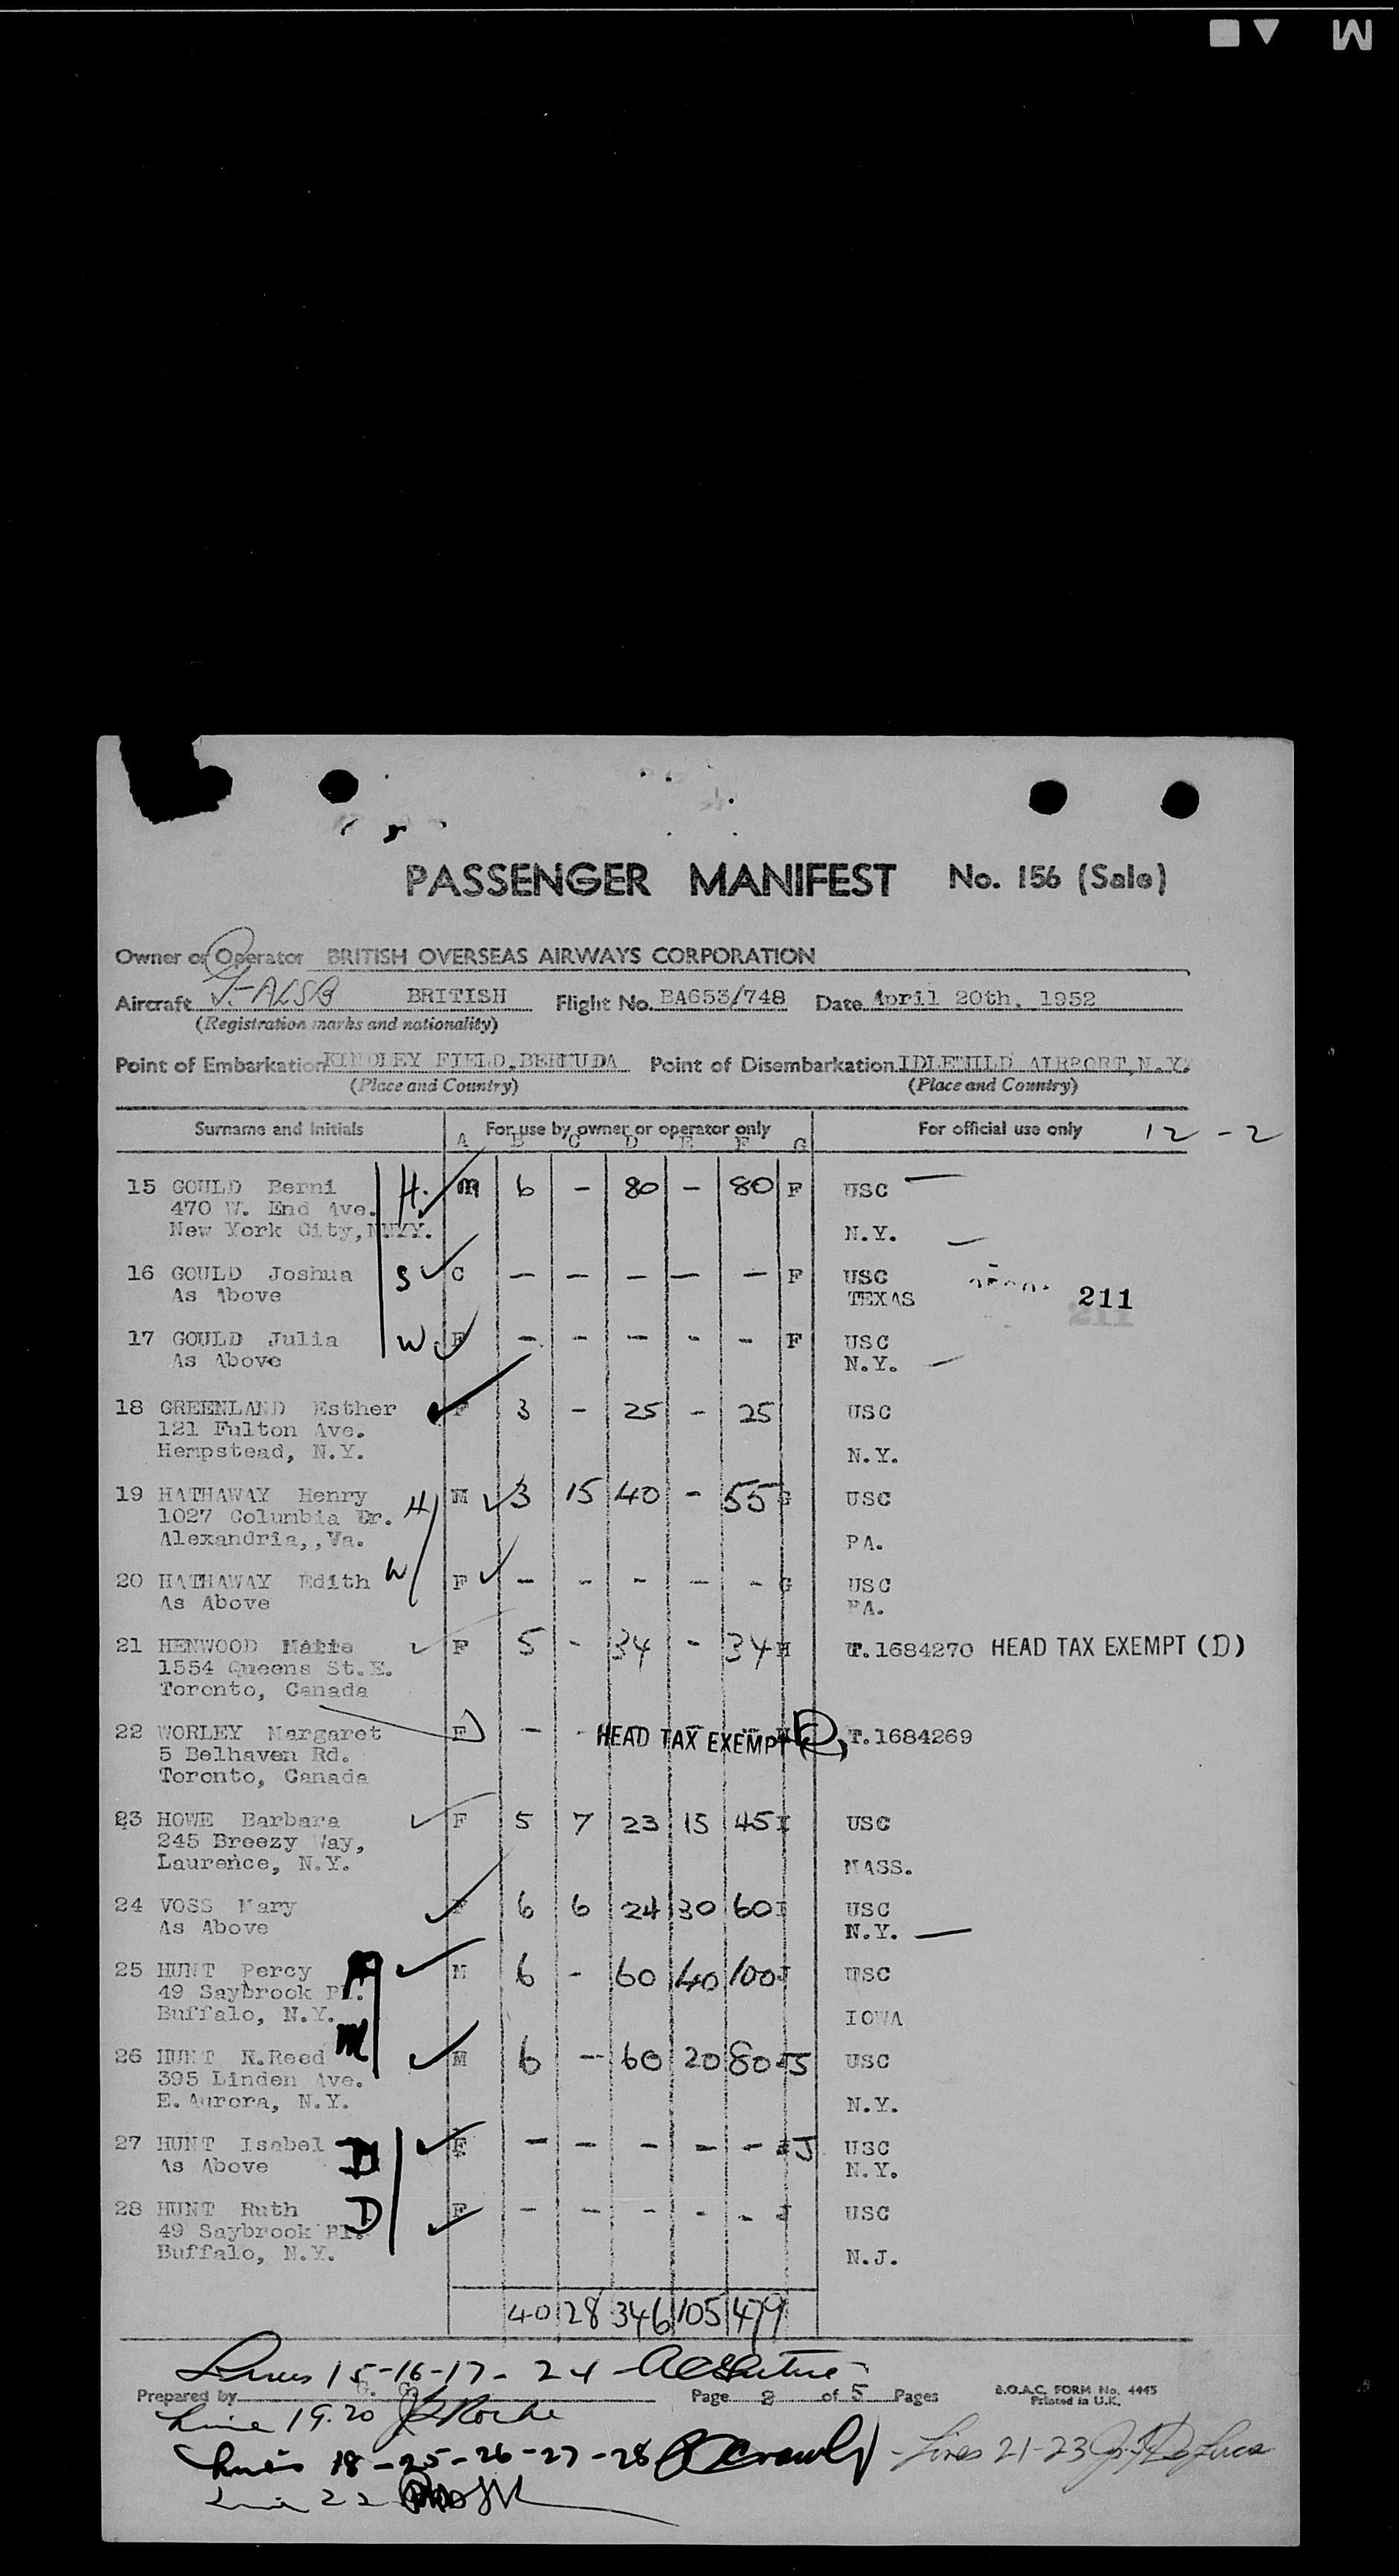 PASSENGER MANIFEST No. 156 (Sale)
Owner or Operator BRITISH OVERSEAS AIRWAYS CORPORATION
Aircraft G-ALSB BRITISH Flight No. BA653/748 Date April 20th, 1952
(Registration marks and nationality)
Point of Embarkation KINDLEY FIELD, BERMUDA Point of Disembarkation IDLEWILD AIRPORT, N.Y.
(Place and Country) (Place and Country)
Surname and Initials For use by owner or operator only For official use only 12-2
A B C D E F G
15 GOULD Berni H. M 6 - 80 - 80 F USC
470 W. End Ave.
New York City, N.Y. N.Y.
16 GOULD Joshua S C - - - - - F USC
As Above TEXAS 211
17 GOULD Julia W. F - - - - - F USC
As Above N.Y.
18 GREENLAND Esther F 3 - 25 - 25 USC
121 Fulton Ave.
Hempstead, N.Y. N.Y.
19 HATHAWAY Henry H M 3 15 40 - 55 G USC
1027 Columbia Dr.
Alexandria,,Va. PA.
20 HATHAWAY Edith W F - - - - - G USC
As Above PA.
21 HENWOOD F 5 - 34 - 34 H T.1684270 HEAD TAX EXEMPT (D)
1554 Queens St. E.
Toronto, Canada
22 WORLEY Margaret F - - HEAD TAX EXEMPT T.1684269
5 Belhaven Rd.
Toronto, Canada
23 HOWE Barbara F 5 7 23 15 45 I USC
245 Breezy Way,
Laurence, N.Y. MASS.
24 VOSS Mary F 6 6 24 30 60 I USC
As Above N.Y.
25 HUNT Percy M 6 - 60 40 100 J USC
49 Saybrook Pl.
Buffalo, N.Y. IOWA
26 HUNT N.Reed M M 6 - 60 20 80 J USC
395 Linden Ave.
E. Aurora, N.Y. N.Y.
27 HUNT Isabel F - - - - - J USC
As Above N.Y.
28 HUNT Ruth D F - - - - - J USC
49 Saybrook Pl.
Buffalo, N.Y. N.J.
40 28 346 105 479
Lines 15-16-17-24
Prepared by Page 2 of 5 Pages B.O.A.C. FORM No. 4445
Printed in U.K.
Line 19.20
Lines 18-25-26-27-28 - Lines 21-23
Line 22